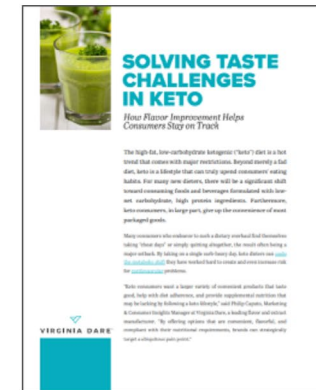 SOLVING TASTE
CHALLENGES
IN KETO
How Flavor Improvement Helps
Consumers Stay on Track
The high-fat, low-carbohydrate ketogenic ("keto") diet is a hot
trend that comes with major restrictions. Beyond merely a fad
diet, keto is a lifestyle that can truly upend consumers' eating
habits. For many new dieters, there will be a significant shift
toward consuming foods and beverages formulated with low-
net carbohydrate, high protein ingredients. Furthermore,
keto consumers, in large part, give up the convenience of most
packaged goods.
Many consumers who endeavor to such a dietary overhaul find themselves
taking "cheat days" or simply quitting altogether, the result often being a
major setback. By taking on a single carb-heavy day, keto dieters can
the metabolic shift they have worked hard to create and even increase risk
for problems.
"Keto consumers want a larger variety of convenient products that taste
good, help with diet adherence, and provide supplemental nutrition that
may be lacking by following a keto lifestyle," said Philip Caputo, Marketing
& Consumer Insights Manager at Virginia Dare, a leading flavor and extract
manufacturer. "By offering options that are convenient, flavorful, and
compliant with their nutritional requirements, brands can strategically
target a ubiquitous pain point."
VIRGINIA DARE